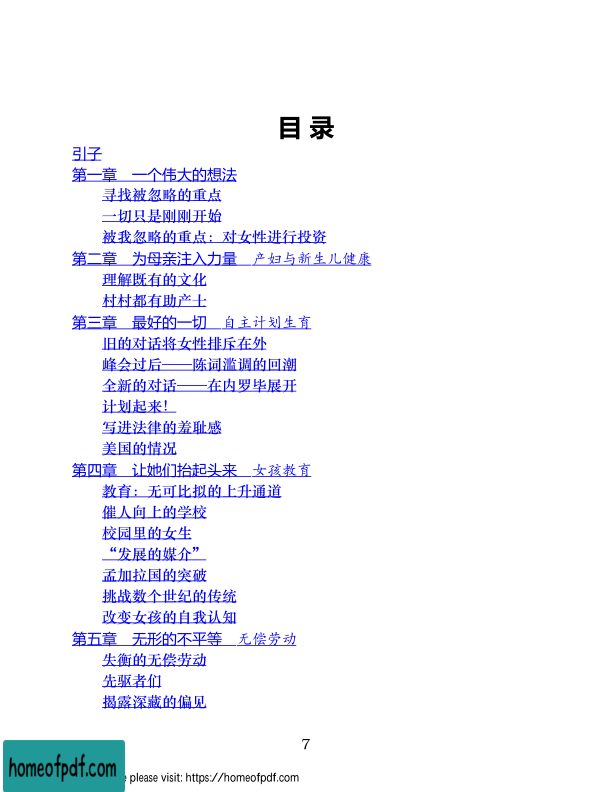 目 录
引子
第一章　一个伟大的想法
寻找被忽略的重点
一切只是刚刚开始
被我忽略的重点：对女性进行投资
第二章　为母亲注入力量　产妇与新生儿健康
理解既有的文化
村村都有助产士
第三章　最好的一切　自主计划生育
旧的对话将女性排斥在外
峰会过后——陈词滥调的回潮
全新的对话——在内罗毕展开
计划起来！
写进法律的羞耻感
美国的情况
第四章　让她们抬起头来　女孩教育
教育：无可比拟的上升通道
催人向上的学校
校园里的女生
“发展的媒介”
孟加拉国的突破
挑战数个世纪的传统
改变女孩的自我认知
第五章　无形的不平等　无偿劳动
失衡的无偿劳动
先驱者们
揭露深藏的偏见
7
homeofpdf.com
e please visit: https://homeofpdf.com